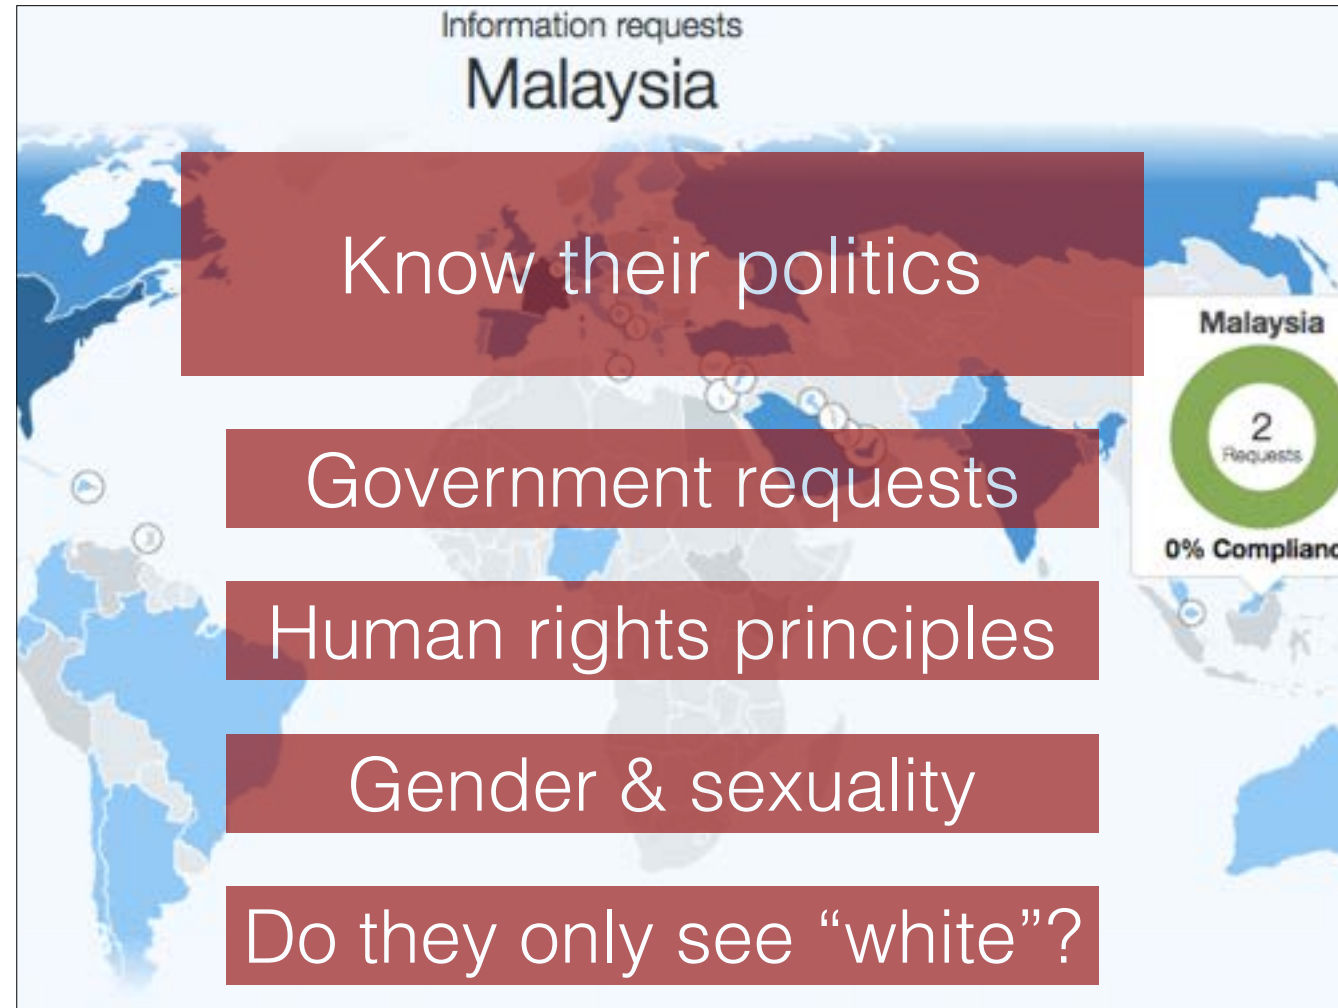 Information requests
Malaysia
Know their politics
Malaysia
2
Requests
0% Complianc
Government requests
Human rights principles
Gender & sexuality
Do they only see “white”?